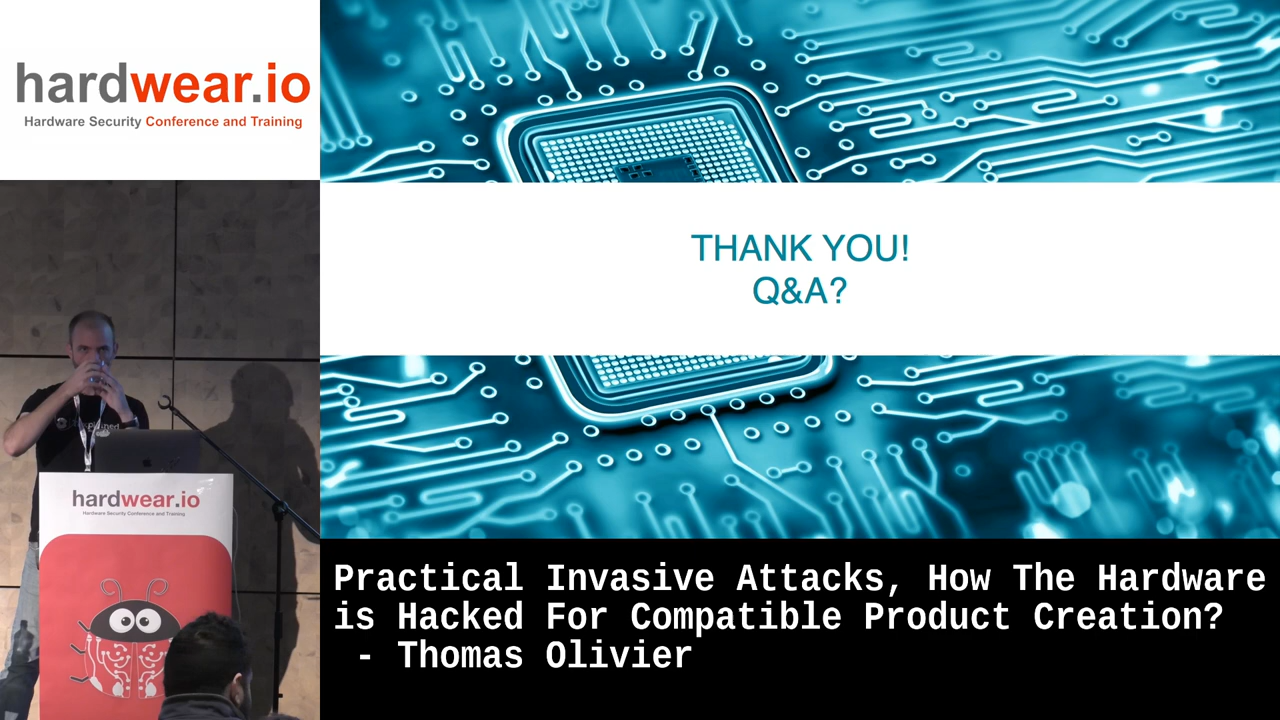 hardwear.io
Hardware Security Conference and Training
THANK YOU!
Q&A?
hardwear.io
Hardware Security Conference and Training
Practical Invasive Attacks, How The Hardware
is Hacked For Compatible Product Creation?
- Thomas Olivier